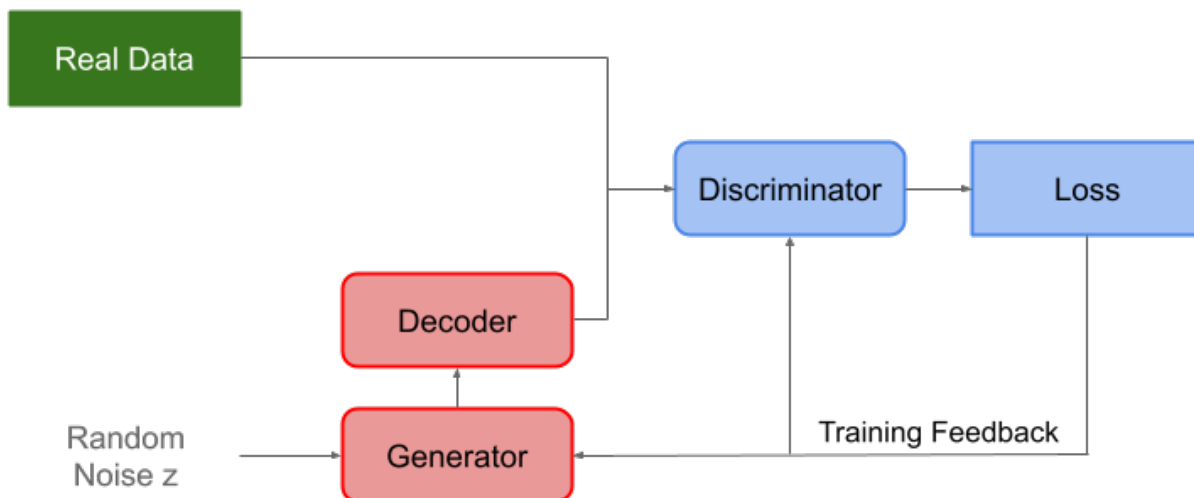 Real Data
Discriminator
Loss
Decoder
Training Feedback
Random
Noise z
Generator